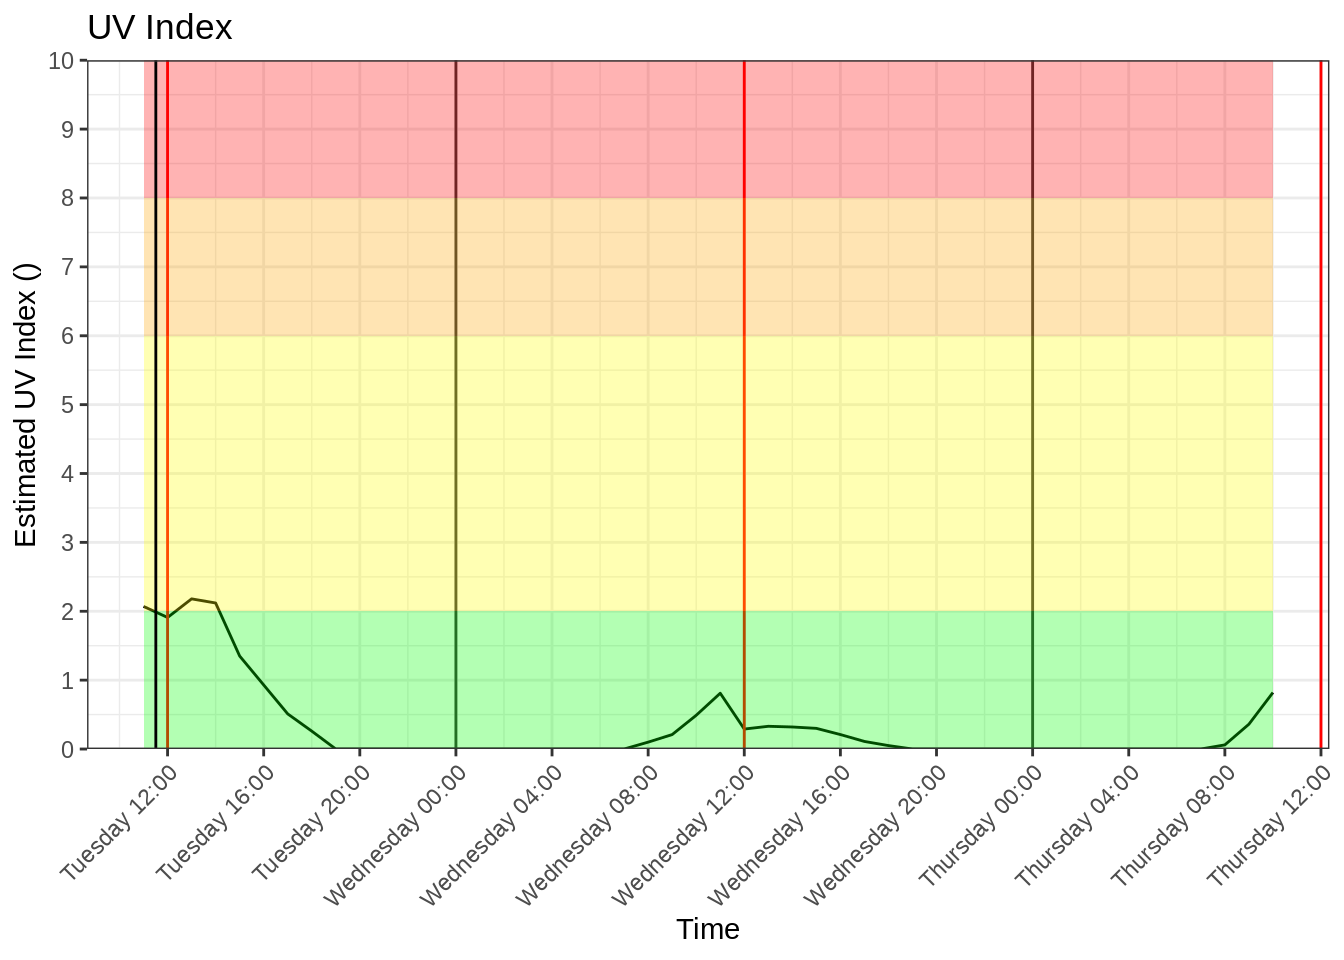 UV Index
Estimated UV Index ()
10
9
8
7
6
5
4
3
2
1
0
Tuesday 12:00
Tuesday 16:00
Tuesday 20:00
Wednesday 00:00
Wednesday 04:00
Wednesday 08:00
Wednesday 12:00
Wednesday 16:00
Wednesday 20:00
Thursday 00:00
Thursday 04:00
Thursday 08:00
Thursday 12:00
Time